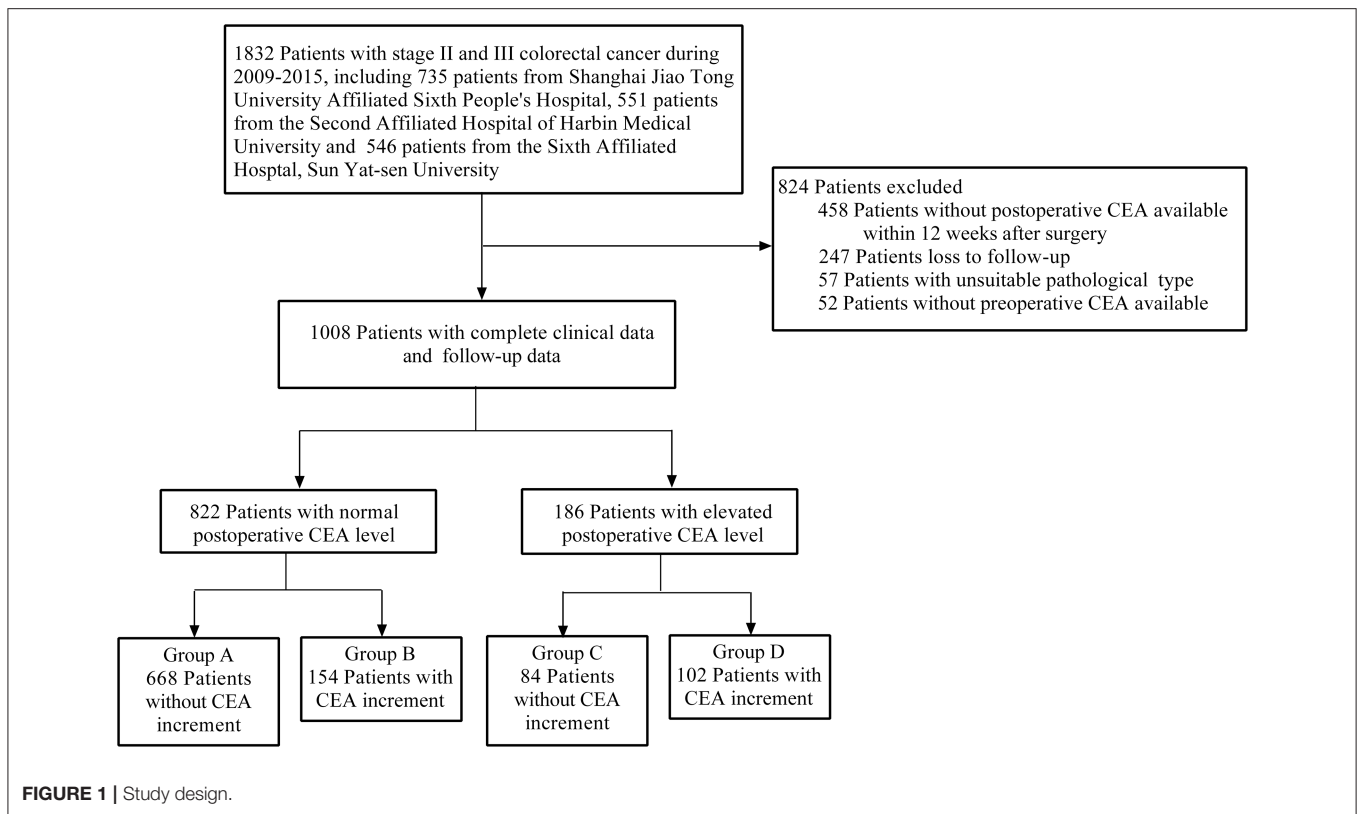 1832 Patients with stage II and III colorectal cancer during
2009-2015, including 735 patients from Shanghai Jiao Tong
University Affiliated Sixth People's Hospital, 551 patients
from the Second Affiliated Hospital of Harbin Medical
University and 546 patients from the Sixth Affiliated
Hosptal, Sun Yat-sen University
824 Patients excluded
458 Patients without postoperative CEA available
within 12 weeks after surgery
247 Patients loss to follow-up
57 Patients with unsuitable pathological type
52 Patients without preoperative CEA available
1008 Patients with complete clinical data
and follow-up data
822 Patients with normal
postoperative CEA level
186 Patients with elevated
postoperative CEA level
Group A
668 Patients
without CEA
increment
Group B
154 Patients with
CEA increment
Group C
84 Patients
without CEA
increment
Group D
102 Patients with
CEA increment
FIGURE 1 | Study design.